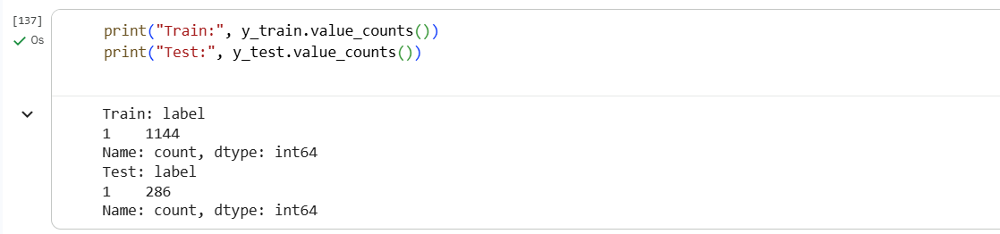 [137]
0s
print("Train:", y_train.value_counts())
print("Test:", y_test.value_counts())
Train: label
1    1144
Name: count, dtype: int64
Test: label
1    286
Name: count, dtype: int64